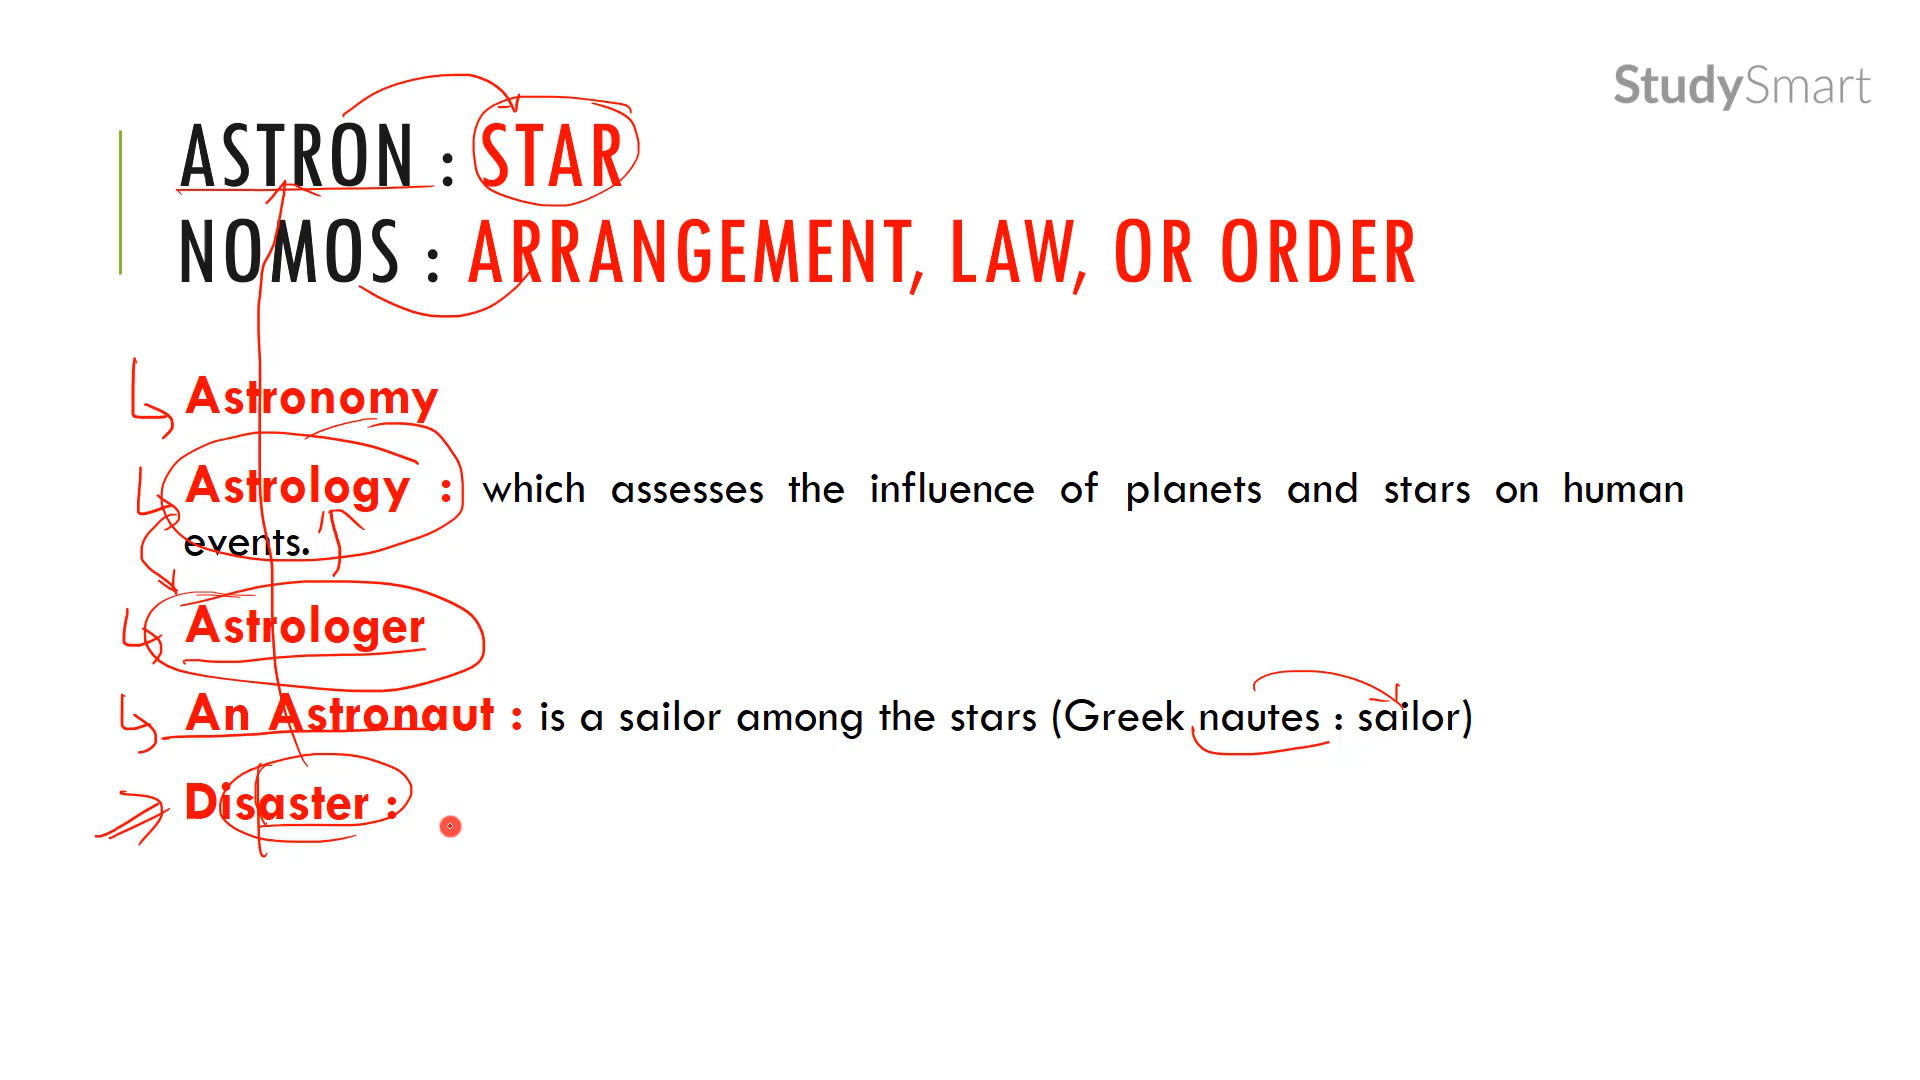 StudySmart
ASTRON : STAR
NOMOS : ARRANGEMENT, LAW, OR ORDER
Astronomy
Astrology : which assesses the influence of planets and stars on human
events.
Astrologer
An Astronaut : is a sailor among the stars (Greek nautes : sailor)
Disaster :